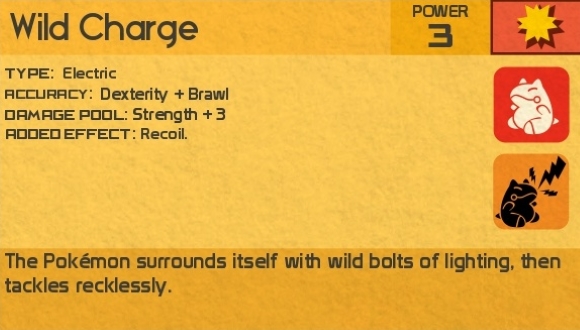 Wild Charge
POWER
3
TYPE: Electric
ACCURACY: Dexterity + Brawl
DAMAGE POOL: Strength + 3
ADDED EFFECT: Recoil.
The Pokémon surrounds itself with wild bolts of lighting, then
tackles recklessly.